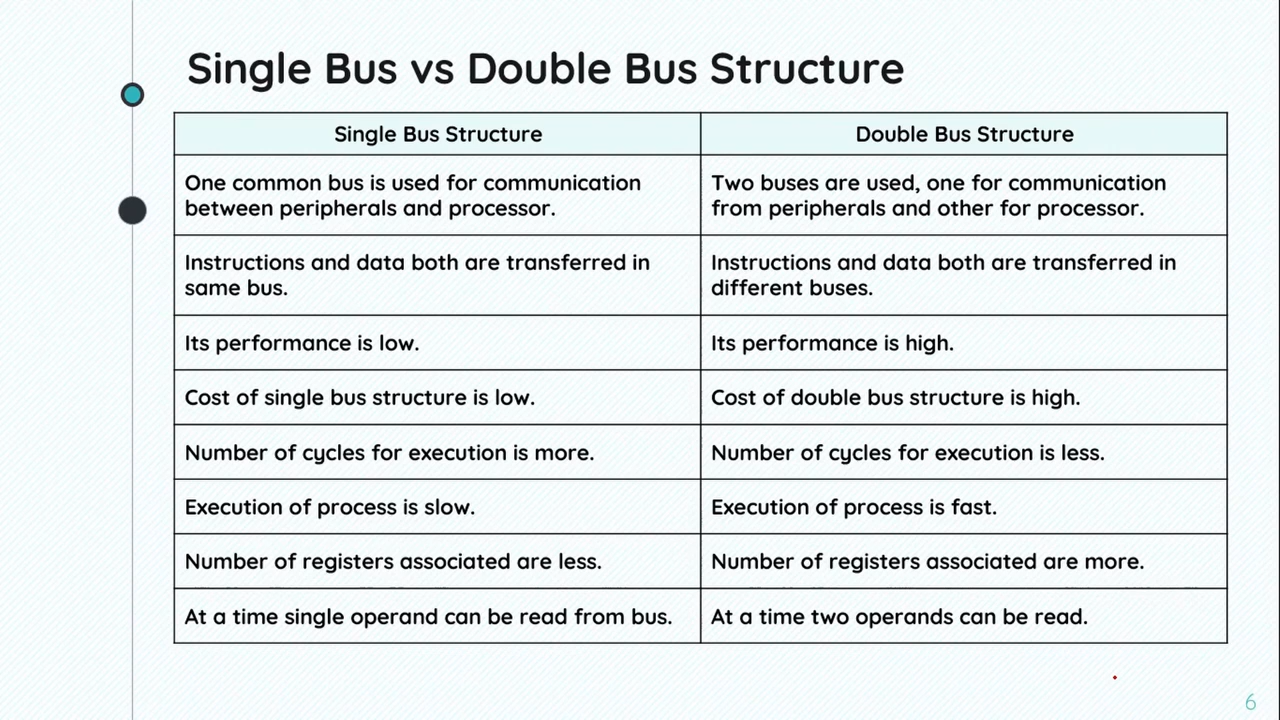 Single Bus vs Double Bus Structure
Single Bus Structure
Double Bus Structure
One common bus is used for communication
between peripherals and processor.
Two buses are used, one for communication
from peripherals and other for processor.
Instructions and data both are transferred in
same bus.
Instructions and data both are transferred in
different buses.
Its performance is low.
Its performance is high.
Cost of single bus structure is low.
Cost of double bus structure is high.
Number of cycles for execution is more.
Number of cycles for execution is less.
Execution of process is slow.
Execution of process is fast.
Number of registers associated are less.
Number of registers associated are more.
At a time single operand can be read from bus.
At a time two operands can be read.
6